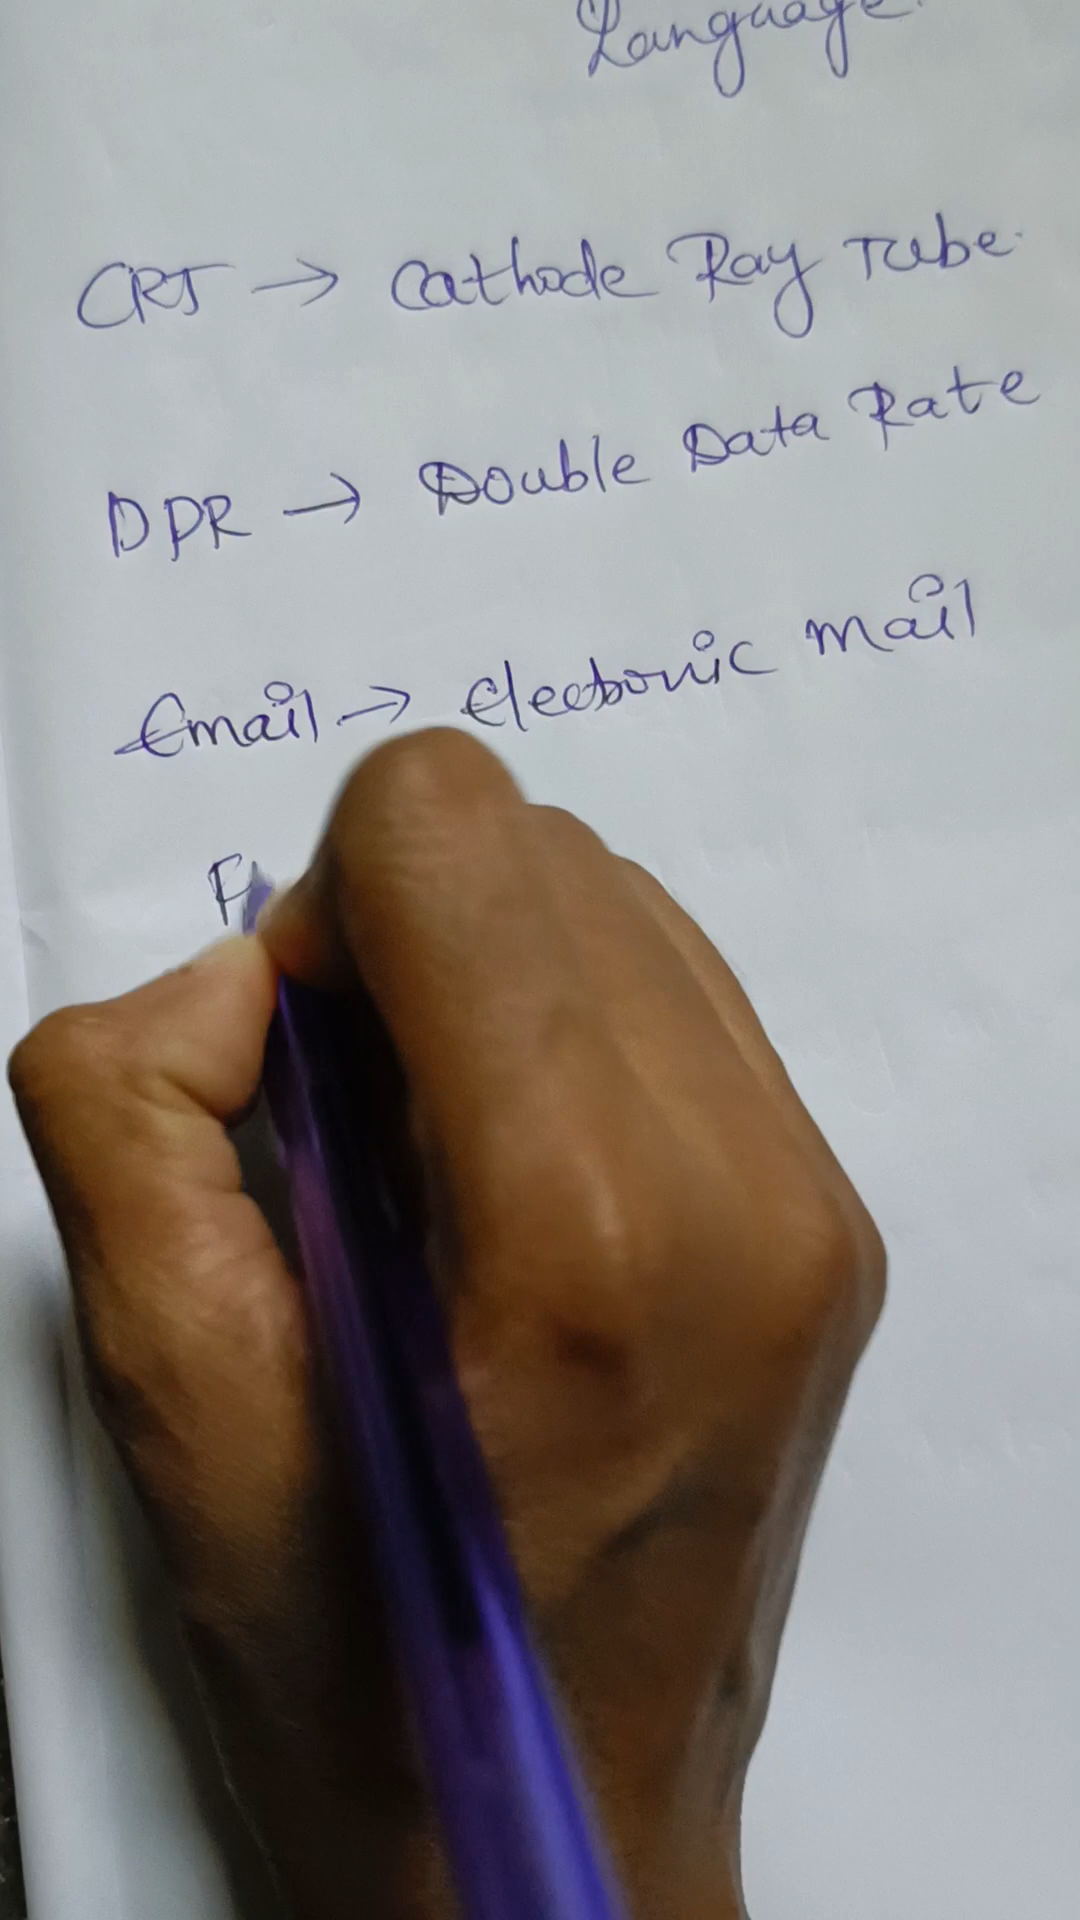 Language.
CRT → Cathode Ray Tube.
DDR → Double Data Rate
Email → Electronic Mail
F